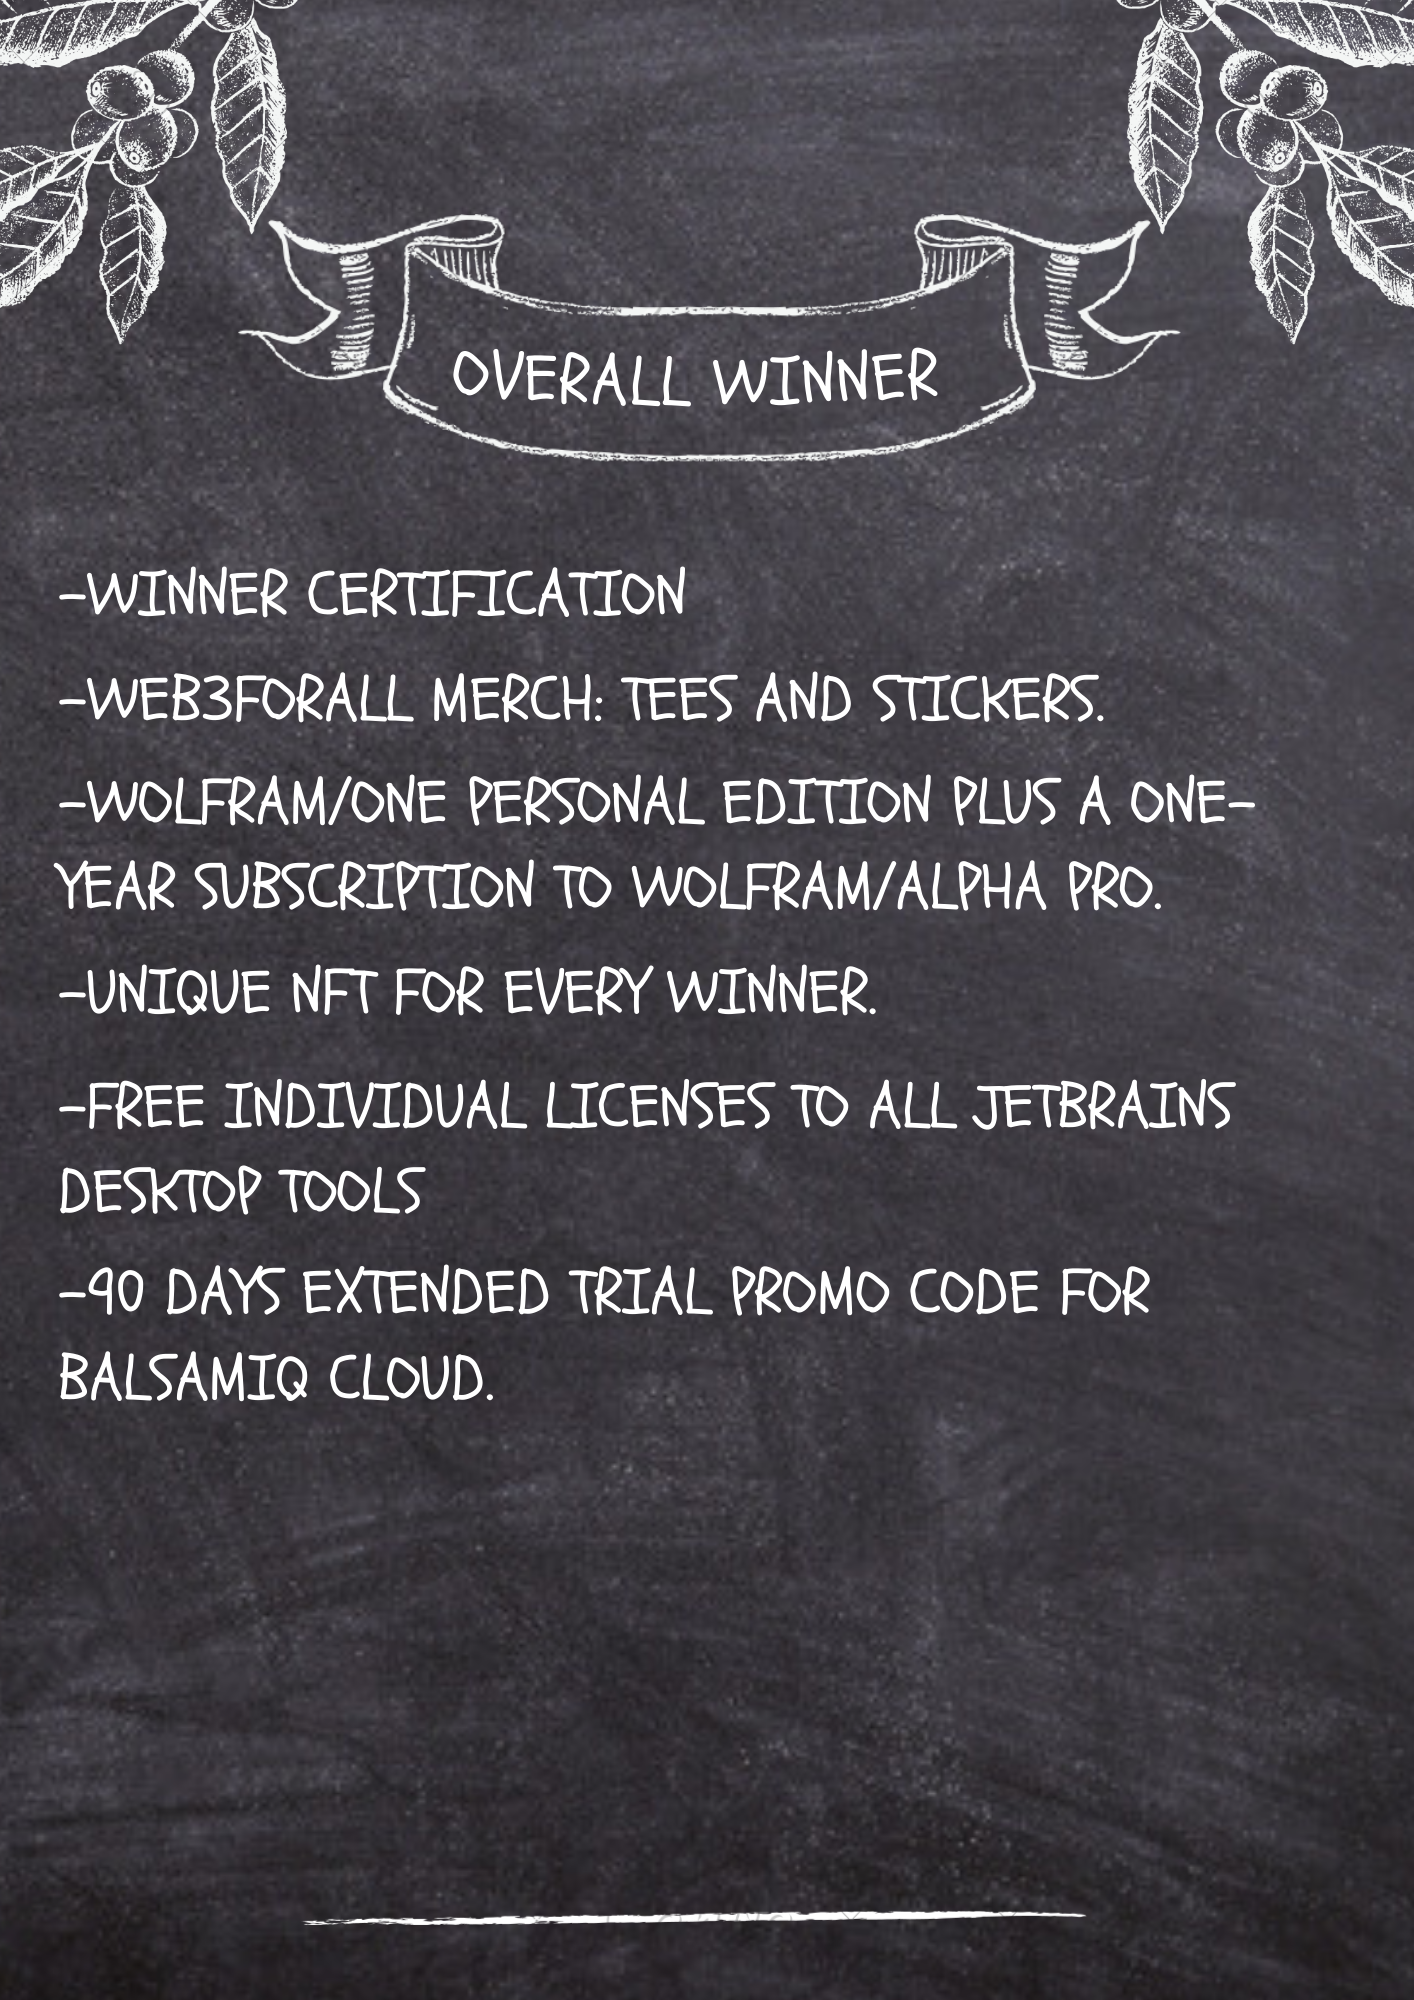 OVERALL WINNER
-WINNER CERTIFICATION
-WEB3FORALL MERCH: TEES AND STICKERS.
-WOLFRAM/ONE PERSONAL EDITION PLUS A ONE-
YEAR SUBSCRIPTION TO WOLFRAM/ALPHA PRO.
-UNIQUE NFT FOR EVERY WINNER.
-FREE INDIVIDUAL LICENSES TO ALL JETBRAINS
DESKTOP TOOLS
-90 DAYS EXTENDED TRIAL PROMO CODE FOR
BALSAMIQ CLOUD.